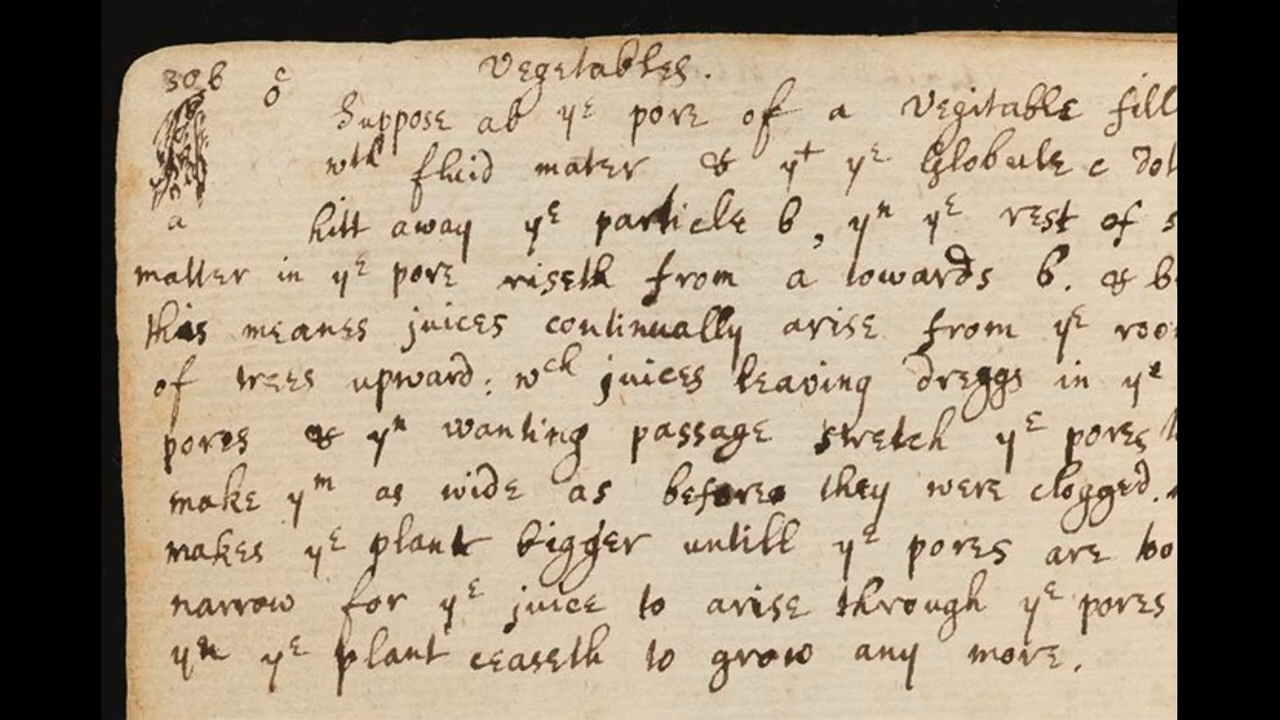 Vegetables.
30 b c
o Suppose ab yᵉ pore of a Vegitable fill
wᵗʰ fluid mater & yᵗ yᵉ Globule c dot
a hitt away yᵉ particle b, yⁿ yᵉ rest of s
matter in yᵉ pore riseth from a towards b. & b
this meanes juices continually arise from yᵉ roo
of trees upward: wᶜʰ juices leaving dreggs in yᵉ
pores & yⁿ wanting passage stretch yᵉ pores t
make yᵐ as wide as before they were clogged.
makes yᵉ plant bigger untill yᵉ pores are too
narrow for yᵉ juice to arise through yᵉ pores
yⁿ yᵉ plant ceaseth to grow any more.